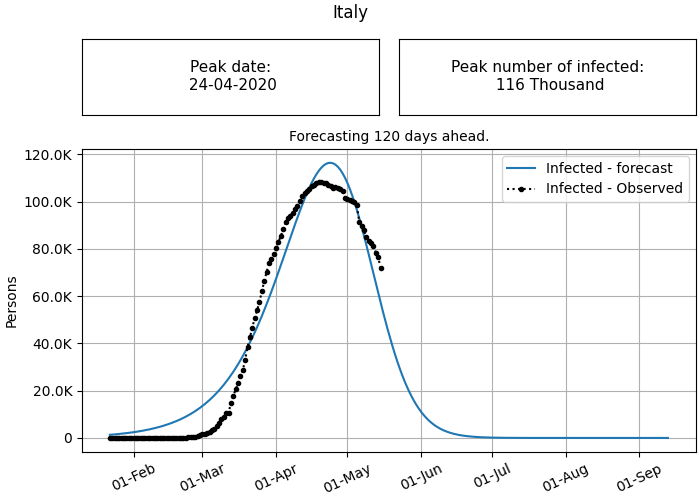 Italy
Peak date:
24-04-2020
Peak number of infected:
116 Thousand
Forecasting 120 days ahead.
120.0K
100.0K
80.0K
60.0K
40.0K
20.0K
0
Persons
Infected - forecast
Infected - Observed
01-Feb
01-Mar
01-Apr
01-May
01-Jun
01-Jul
01-Aug
01-Sep